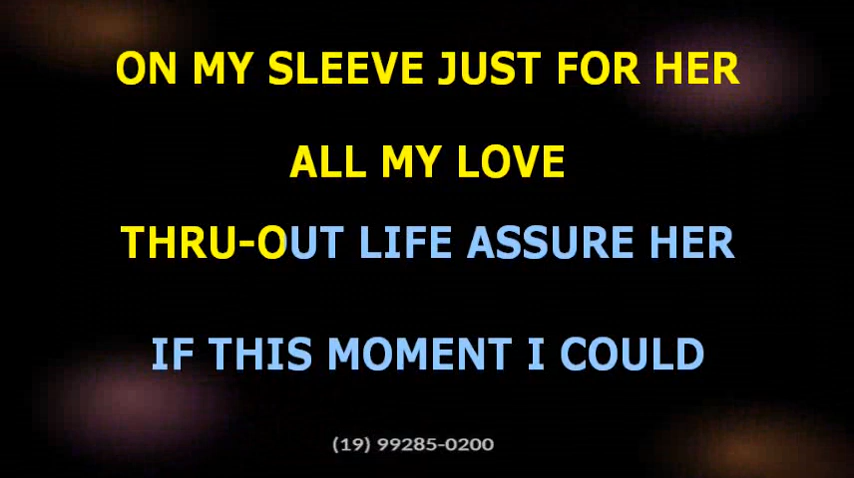 ON MY SLEEVE JUST FOR HER
ALL MY LOVE
THRU-OUT LIFE ASSURE HER
IF THIS MOMENT I COULD
(19) 99285-0200